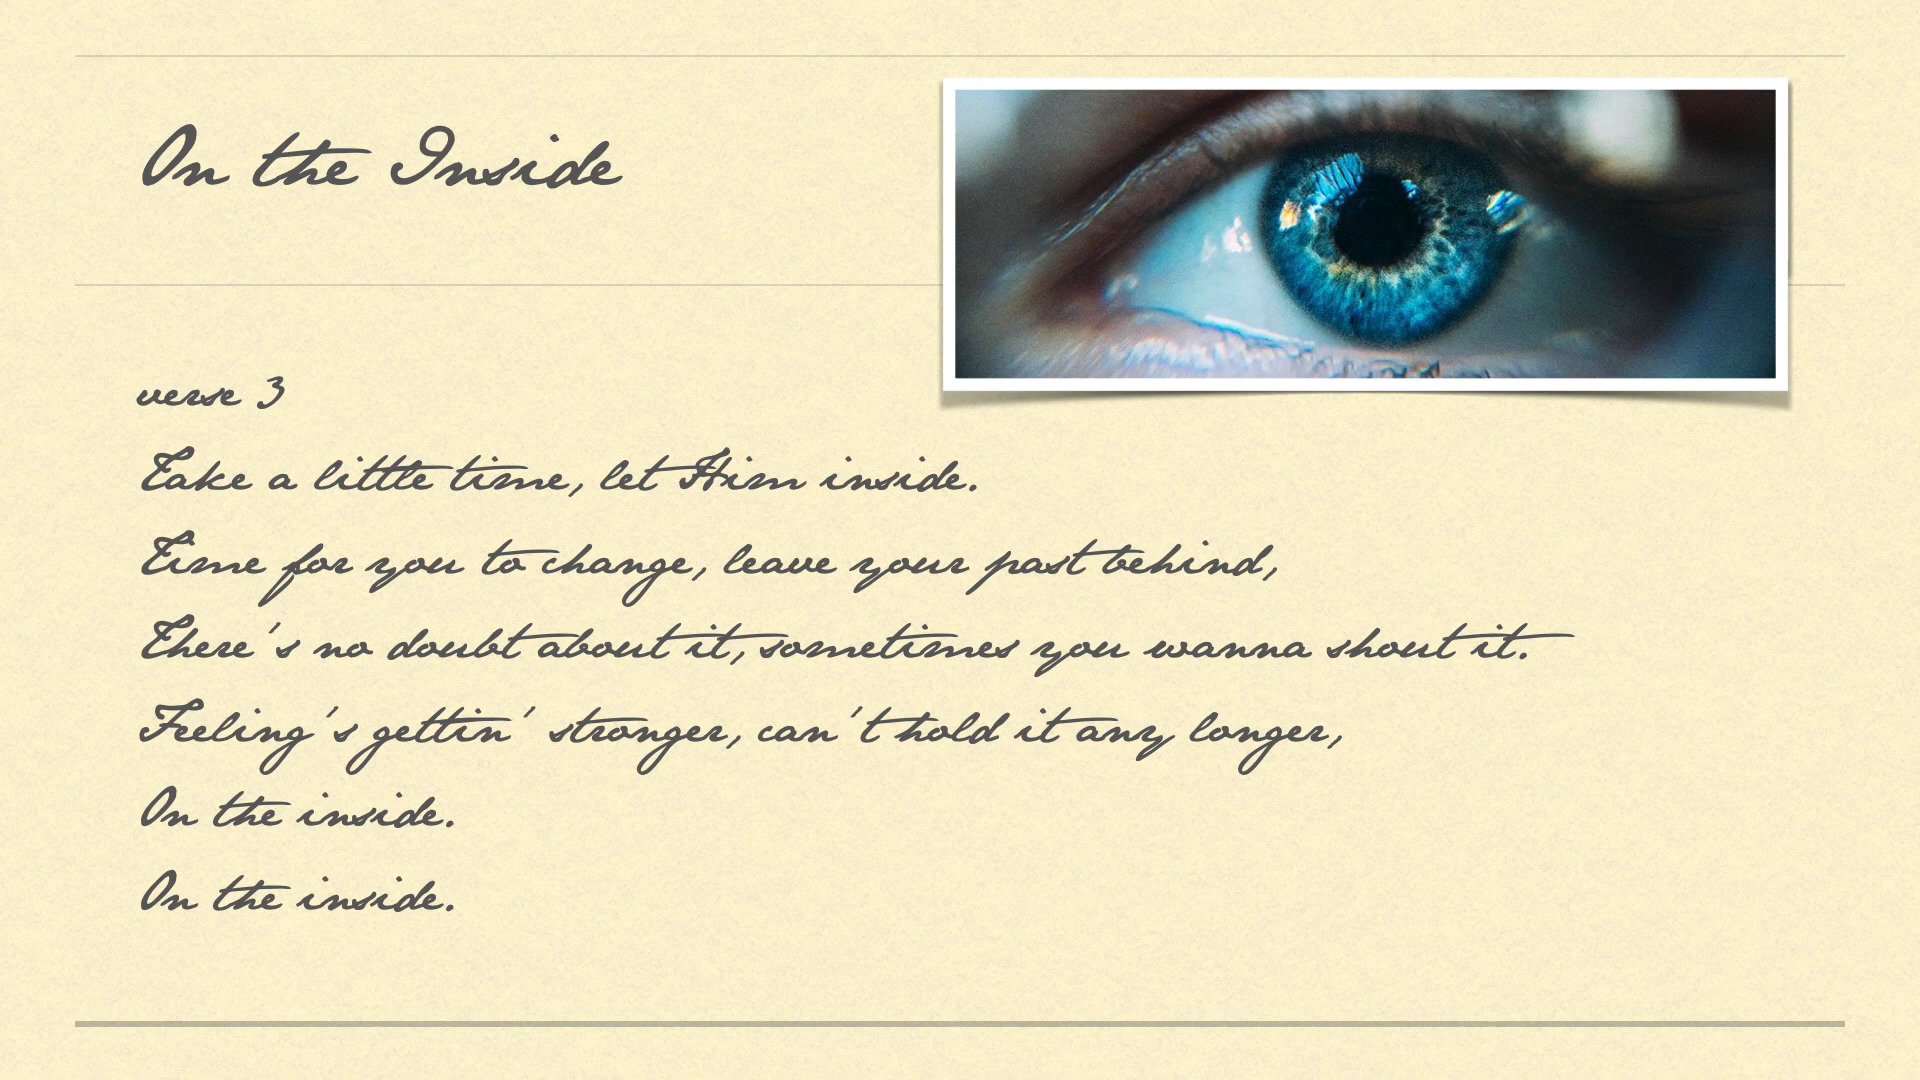 On the Inside
verse 3
Take a little time, let Him inside.
Time for you to change, leave your past behind,
There's no doubt about it, sometimes you wanna shout it.
Feeling's gettin' stronger, can't hold it any longer,
On the inside.
On the inside.